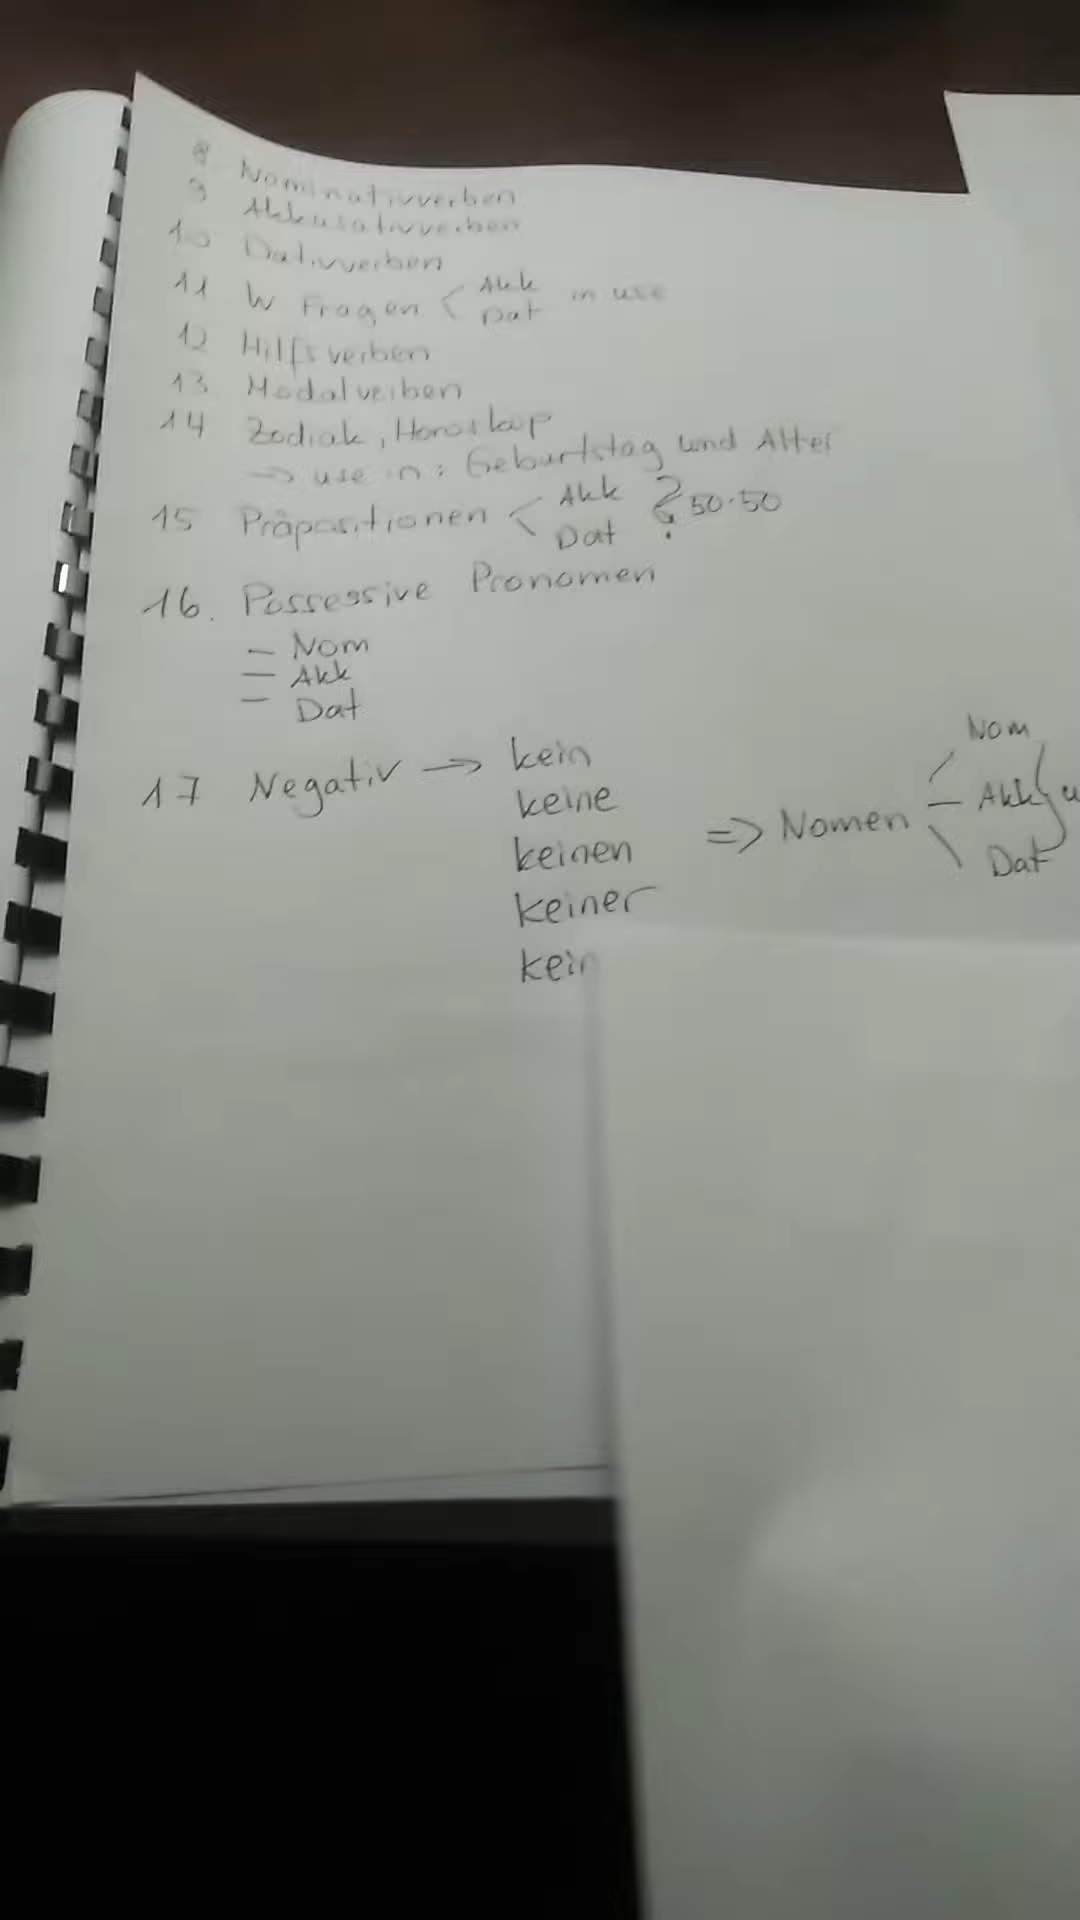 8 Nominativverben
9 Akkusativverben
10 Dativverben
11 W Fragen < Akk Dat in use
12 Hilfsverben
13 Modalverben
14 Zodiak, Horoskop
→ use in: Geburtstag und Alter
15 Präpositionen < Akk Dat ? 50-50
16. Possessive Pronomen
— Nom
— Akk
— Dat
17 Negativ → kein
keine
keinen
keiner
kein
⇒ Nomen
Nom
— Akk
Dat